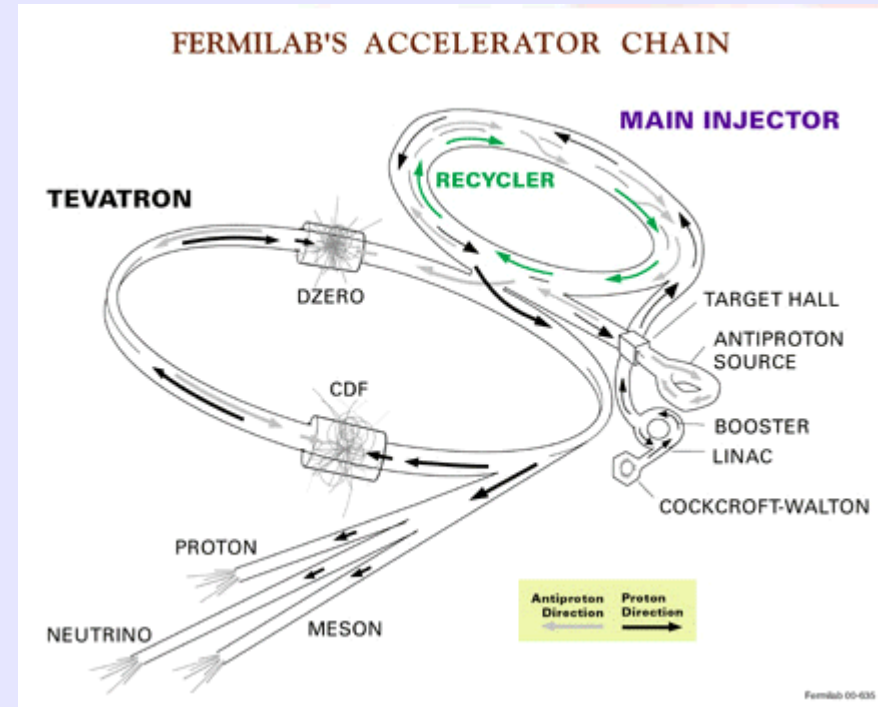 FERMILAB'S ACCELERATOR CHAIN
MAIN INJECTOR
RECYCLER
TEVATRON
DZERO
TARGET HALL
ANTIPROTON
SOURCE
CDF
BOOSTER
LINAC
COCKCROFT-WALTON
PROTON
Antiproton Proton
Direction Direction
MESON
NEUTRINO
Fermilab 00-635